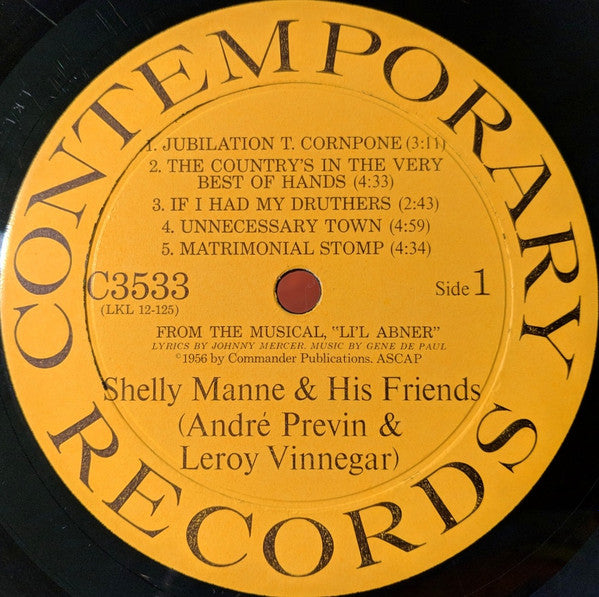 CONTEMPORARY RECORDS
1. JUBILATION T. CORNPONE (3:11)
2. THE COUNTRY'S IN THE VERY
BEST OF HANDS (4:33)
3. IF I HAD MY DRUTHERS (2:43)
4. UNNECESSARY TOWN (4:59)
5. MATRIMONIAL STOMP (4:34)
C3533
(LKL 12-125)
Side 1
FROM THE MUSICAL, "LI'L ABNER"
LYRICS BY JOHNNY MERCER. MUSIC BY GENE DE PAUL
©1956 by Commander Publications. ASCAP
Shelly Manne & His Friends
(André Previn &
Leroy Vinnegar)